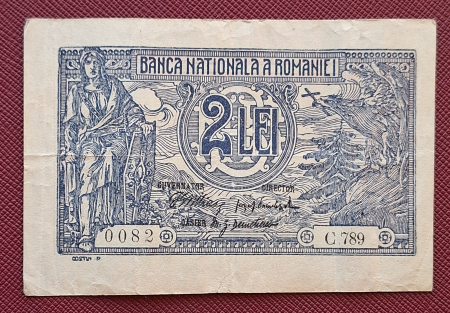 BANCA NATIONALA A ROMANIEI
2 LEI
GUVERNATOR DIRECTOR
CASIER
0082 C 789